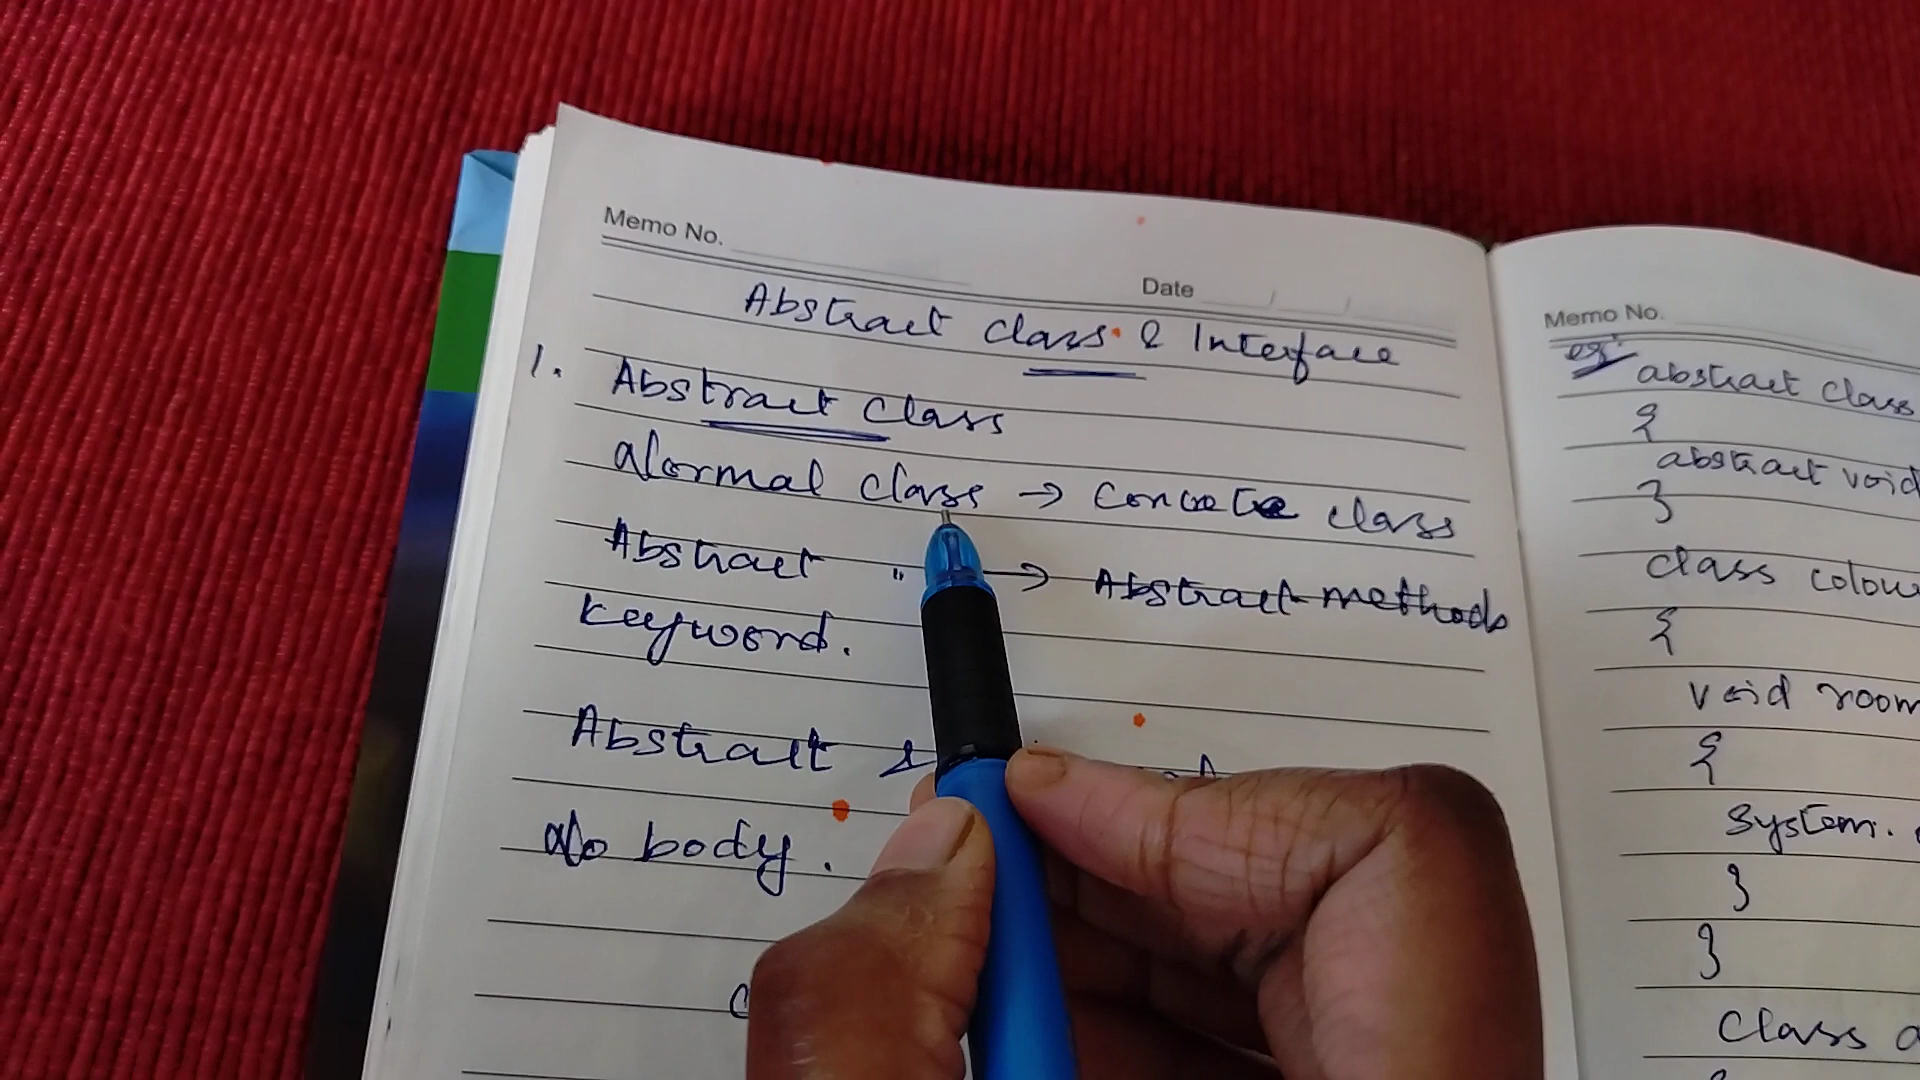 Memo No.
Date
Abstract class & Interface
1. Abstract class
Normal class → Concrete class
Abstract " → Abstract methods
keyword.
Abstract
No body.
Memo No.
eg:
abstract class
{
abstract void
}
class colou
{
void room
{
System.
}
}
class